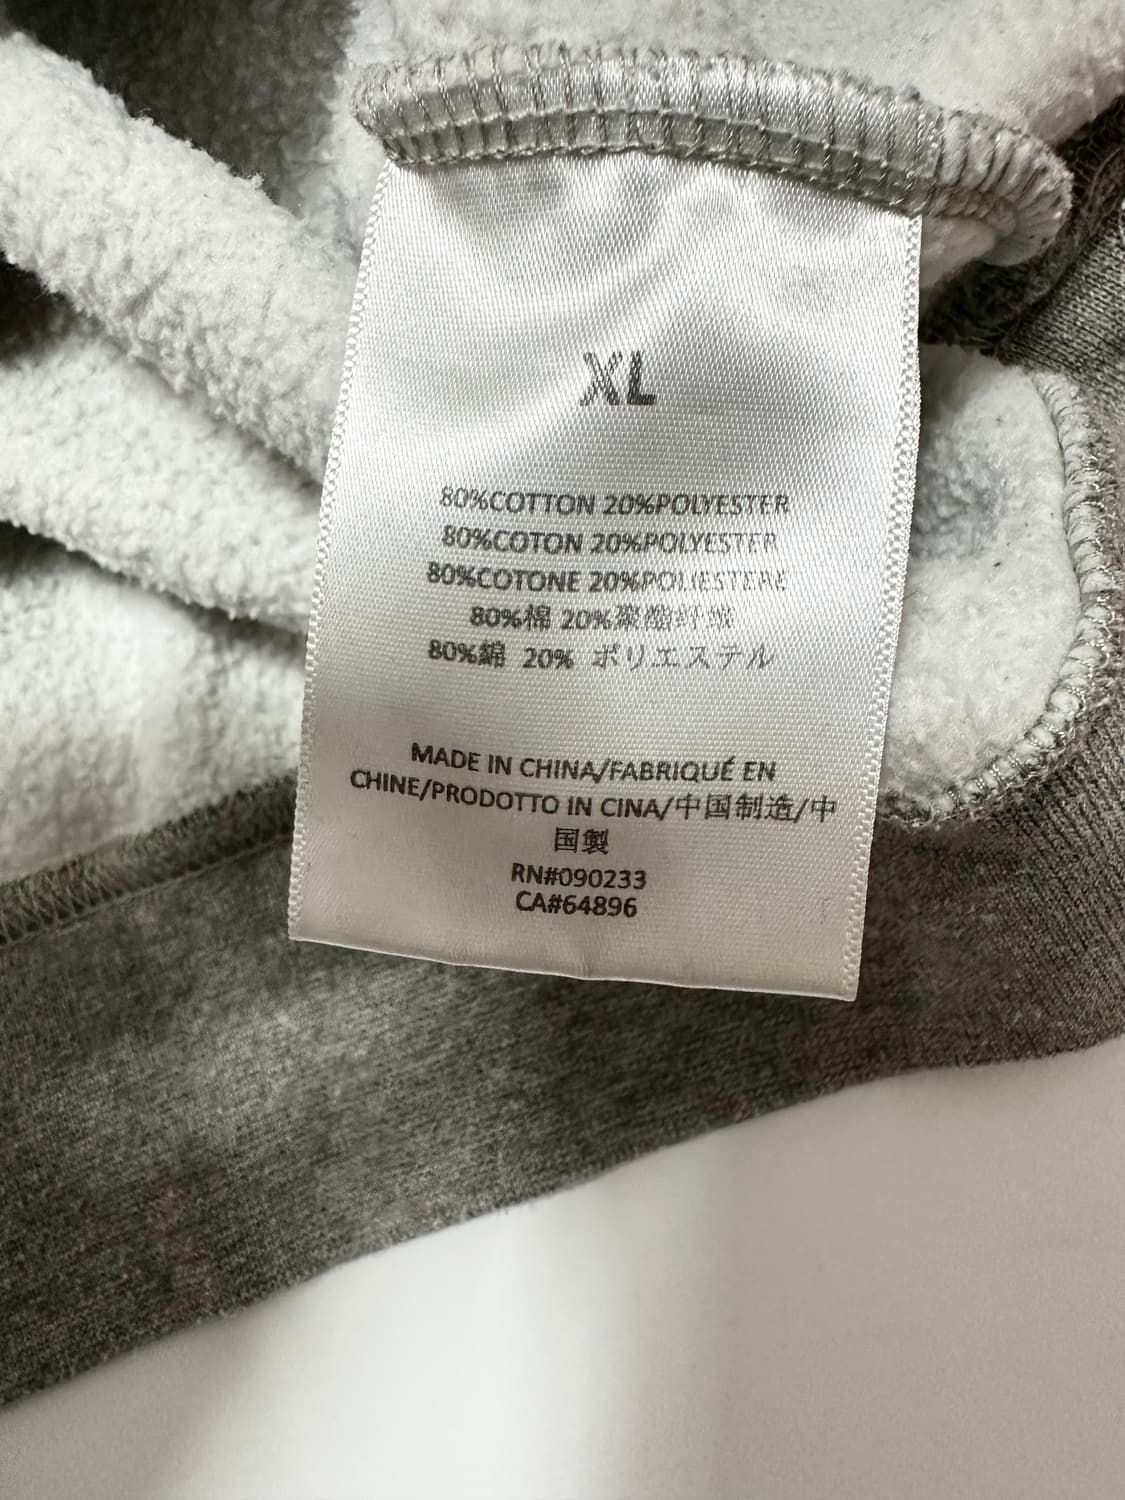 XL
80%COTTON 20%POLYESTER
80%COTON 20%POLYESTER
80%COTONE 20%POLIESTERE
80%棉 20%聚酯纤维
80%綿 20% ポリエステル
MADE IN CHINA/FABRIQUÉ EN
CHINE/PRODOTTO IN CINA/中国制造/中
国製
RN#090233
CA#64896